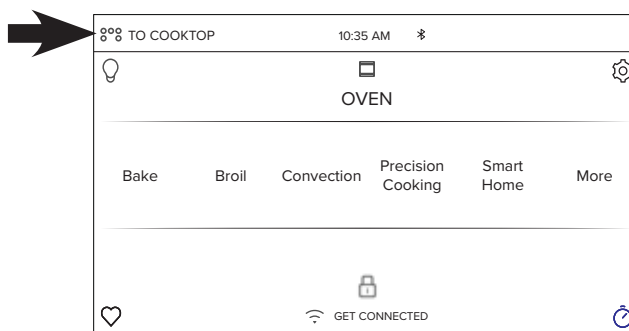 TO COOKTOP 10:35 AM
OVEN
Bake Broil Convection Precision Cooking Smart Home More
GET CONNECTED